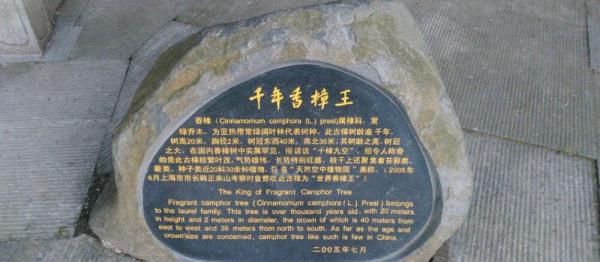 千年香樟王
香樟（Cinnamomum camphora (L.) presl)属樟科，常
绿乔木，为亚热带常绿阔叶林代表树种，此古樟树龄逾千年，
树高20米，胸径2米，树冠东西40米，南北36米，其树龄之高，树冠
之大，在国内香樟树中实属罕见。俗话说“十樟九空”，但令人称奇
的是此古樟枝繁叶茂，气势雄伟，长势特别旺盛，枝干上还聚集着苔藓类、
蕨类、种子类近20科30余种植物，有着“天然空中植物园”美称。（2005年
6月上海市市长韩正来山考察时曾赞叹此古樟为“世界香樟王”）。
The King of Fragrant Camphor Tree
Fragrant camphor tree (Cinnamomum camphora ( L. ) Presl ) belongs
to the laurel family. This tree is over thousand years old, with 20 meters
in height and 2 meters in diameter, the crown of which is 40 meters from
east to west and 36 meters from north to south. As far as the age and
crown'size are concerned, camphor tree like such is few in China.
二〇〇五年七月